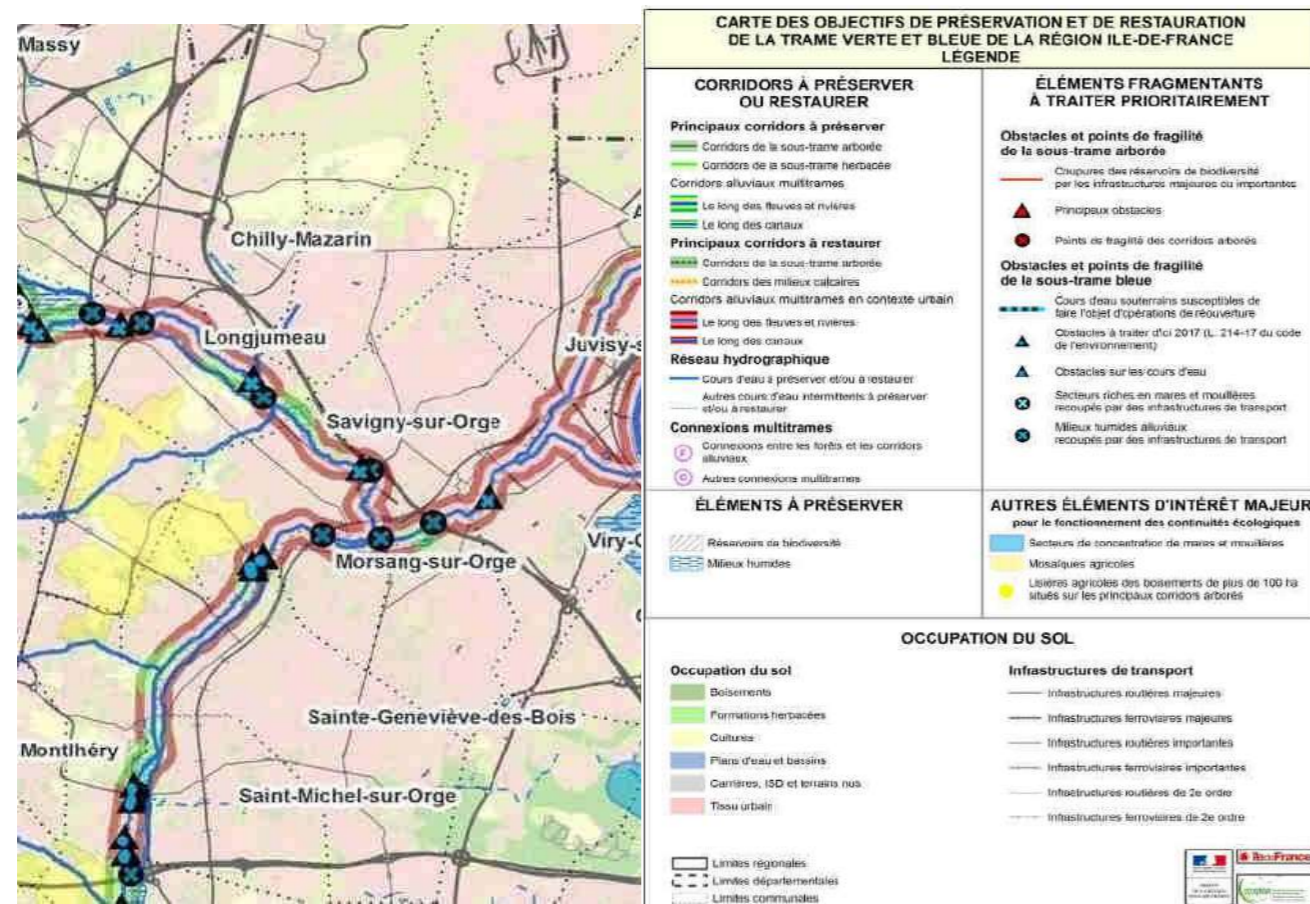 Massy
Chilly-Mazarin
Longjumeau
Juvisy-s
Savigny-sur-Orge
Viry-C
Morsang-sur-Orge
Sainte-Geneviève-des-Bois
Montlhéry
Saint-Michel-sur-Orge
CARTE DES OBJECTIFS DE PRÉSERVATION ET DE RESTAURATION
DE LA TRAME VERTE ET BLEUE DE LA RÉGION ILE-DE-FRANCE
LÉGENDE
CORRIDORS À PRÉSERVER
OU RESTAURER
Principaux corridors à préserver
Corridors de la sous-trame arborée
Corridors de la sous-trame herbacée
Corridors alluviaux multitrames
Le long des fleuves et rivières
Le long des canaux
Principaux corridors à restaurer
Corridors de la sous-trame arborée
Corridors des milieux calcaires
Corridors alluviaux multitrames en contexte urbain
Le long des fleuves et rivières
Le long des canaux
Réseau hydrographique
Cours d'eau à préserver et/ou à restaurer
Autres cours d'eau intermittents à préserver
et/ou à restaurer
Connexions multitrames
Connexions entre les forêts et les corridors
alluviaux
Autres connexions multitrames
ÉLÉMENTS FRAGMENTANTS
À TRAITER PRIORITAIREMENT
Obstacles et points de fragilité
de la sous-trame arborée
Coupures des réservoirs de biodiversité
par les infrastructures majeures ou importantes
Principaux obstacles
Points de fragilité des corridors arborés
Obstacles et points de fragilité
de la sous-trame bleue
Cours d'eau souterrains susceptibles de
faire l'objet d'opérations de réouverture
Obstacles à traiter d'ici 2017 (L. 214-17 du code
de l'environnement)
Obstacles sur les cours d'eau
Secteurs riches en mares et mouillères
recoupés par des infrastructures de transport
Milieux humides alluviaux
recoupés par des infrastructures de transport
ÉLÉMENTS À PRÉSERVER
Réservoirs de biodiversité
Milieux humides
AUTRES ÉLÉMENTS D'INTÉRÊT MAJEUR
pour le fonctionnement des continuités écologiques
Secteurs de concentration de mares et mouillères
Mosaïques agricoles
Lisières agricoles des boisements de plus de 100 ha
situés sur les principaux corridors arborés
OCCUPATION DU SOL
Occupation du sol
Boisements
Formations herbacées
Cultures
Plans d'eau et bassins
Carrières, ISD et terrains nus
Tissu urbain
Infrastructures de transport
Infrastructures routières majeures
Infrastructures ferroviaires majeures
Infrastructures routières importantes
Infrastructures ferroviaires importantes
Infrastructures routières de 2e ordre
Infrastructures ferroviaires de 2e ordre
Limites régionales
Limites départementales
Limites communales